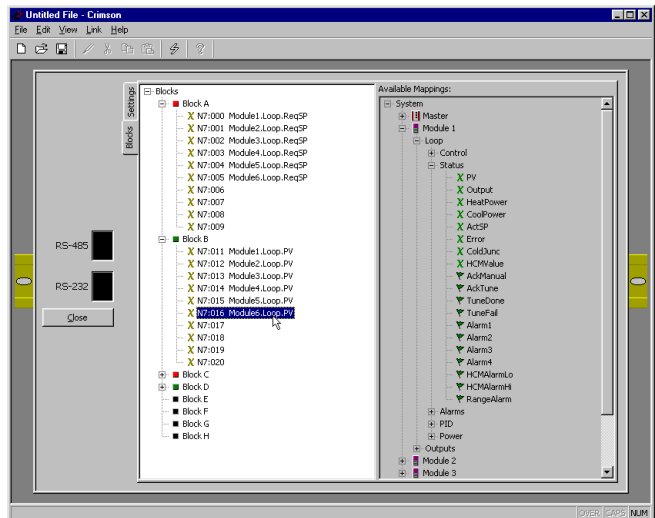 Untitled File - Crimson
File Edit View Link Help
Settings
Blocks
RS-485
RS-232
Close
Blocks
Block A
N7:000 Module1.Loop.ReqSP
N7:001 Module2.Loop.ReqSP
N7:002 Module3.Loop.ReqSP
N7:003 Module4.Loop.ReqSP
N7:004 Module5.Loop.ReqSP
N7:005 Module6.Loop.ReqSP
N7:006
N7:007
N7:008
N7:009
Block B
N7:011 Module1.Loop.PV
N7:012 Module2.Loop.PV
N7:013 Module3.Loop.PV
N7:014 Module4.Loop.PV
N7:015 Module5.Loop.PV
N7:016 Module6.Loop.PV
N7:017
N7:018
N7:019
N7:020
Block C
Block D
Block E
Block F
Block G
Block H
Available Mappings:
System
Master
Module 1
Loop
Control
Status
PV
Output
HeatPower
CoolPower
ActSP
Error
ColdJunc
HCMValue
AckManual
AckTune
TuneDone
TuneFail
Alarm1
Alarm2
Alarm3
Alarm4
HCMAlarmLo
HCMAlarmHi
RangeAlarm
Alarms
PID
Power
Outputs
Module 2
Module 3
OVER CAPS NUM